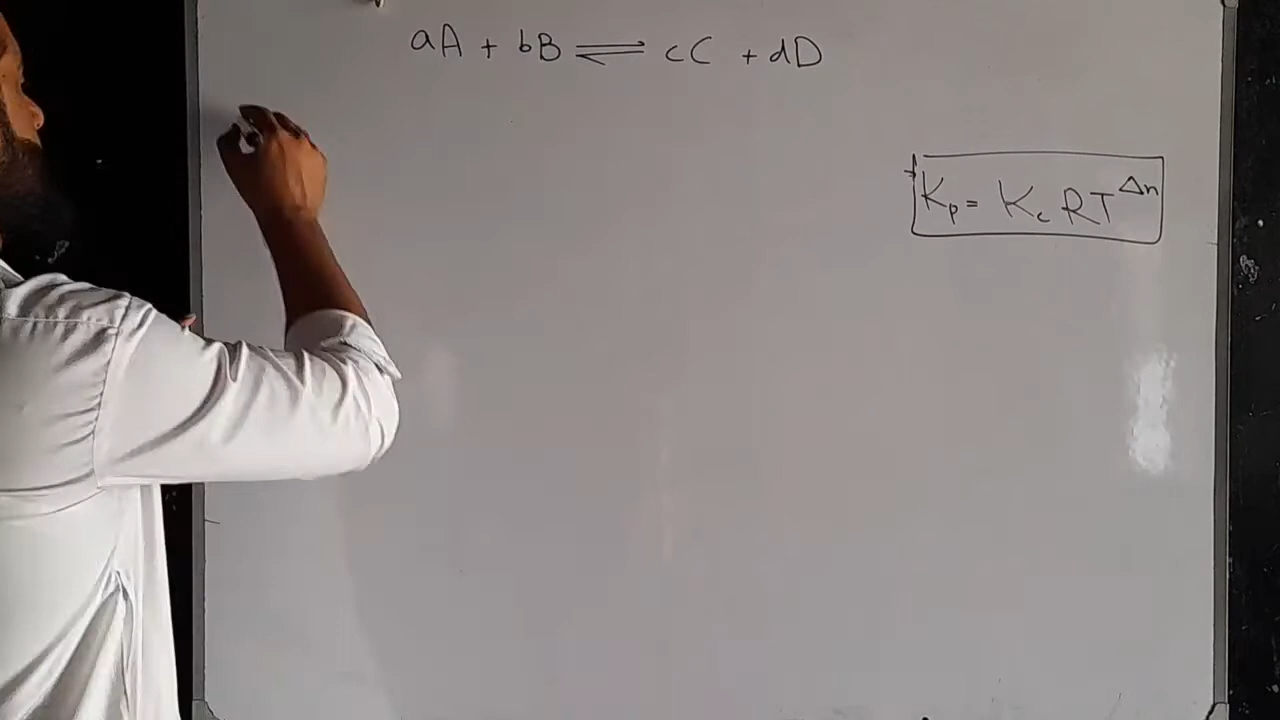 aA + bB ⇌ cC + dD
Kp = Kc RT^Δn